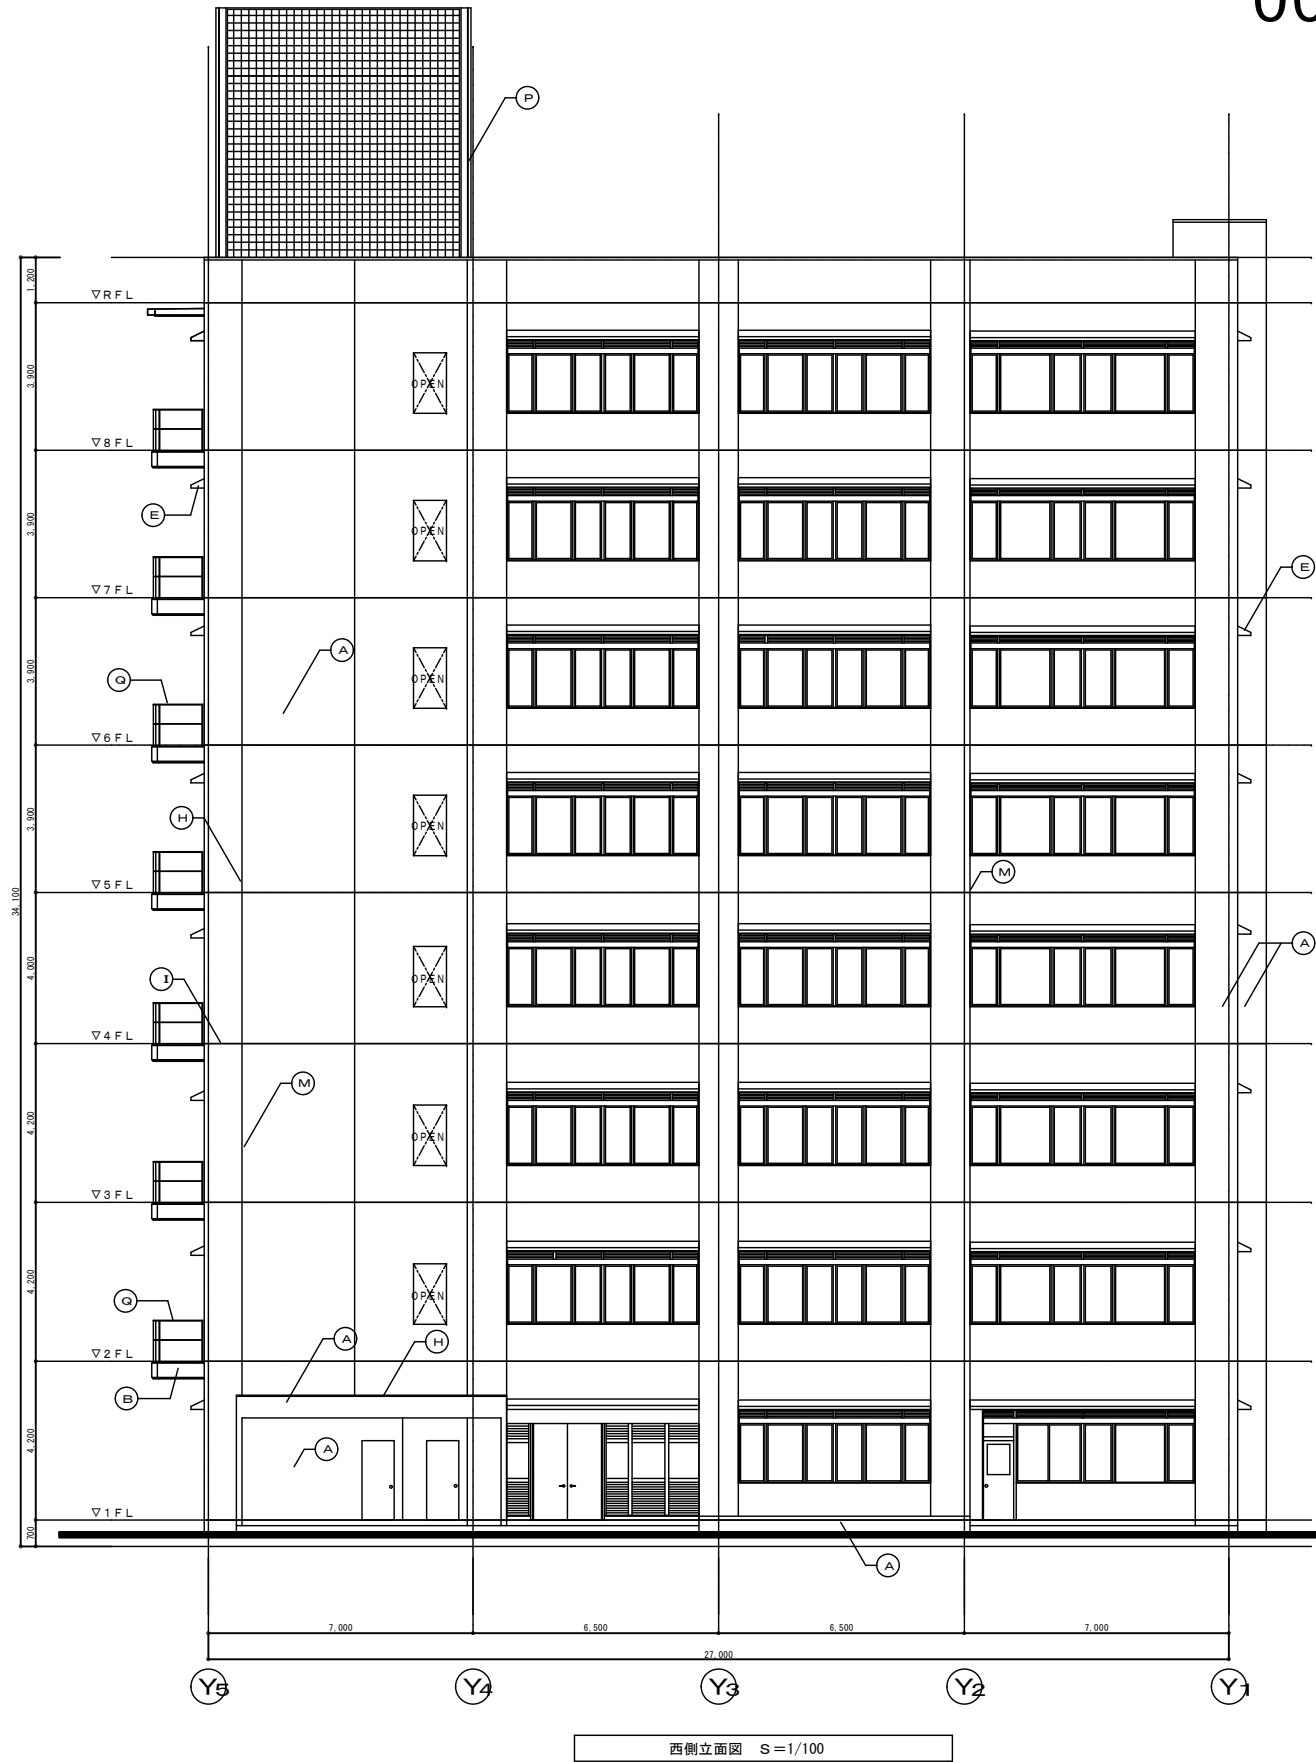 00
P
1,200
▽RFL
3,900
OPEN
▽8FL
E
3,900
OPEN
▽7FL
E
A
3,900
OPEN
Q
▽6FL
H
3,900
OPEN
M
▽5FL
34,100
A
4,000
I
OPEN
▽4FL
M
4,200
OPEN
▽3FL
4,200
OPEN
Q
A
H
▽2FL
B
4,200
A
▽1FL
700
A
7,000
6,500
6,500
7,000
27,000
Y5
Y4
Y3
Y2
Y1
西側立面図 S=1/100